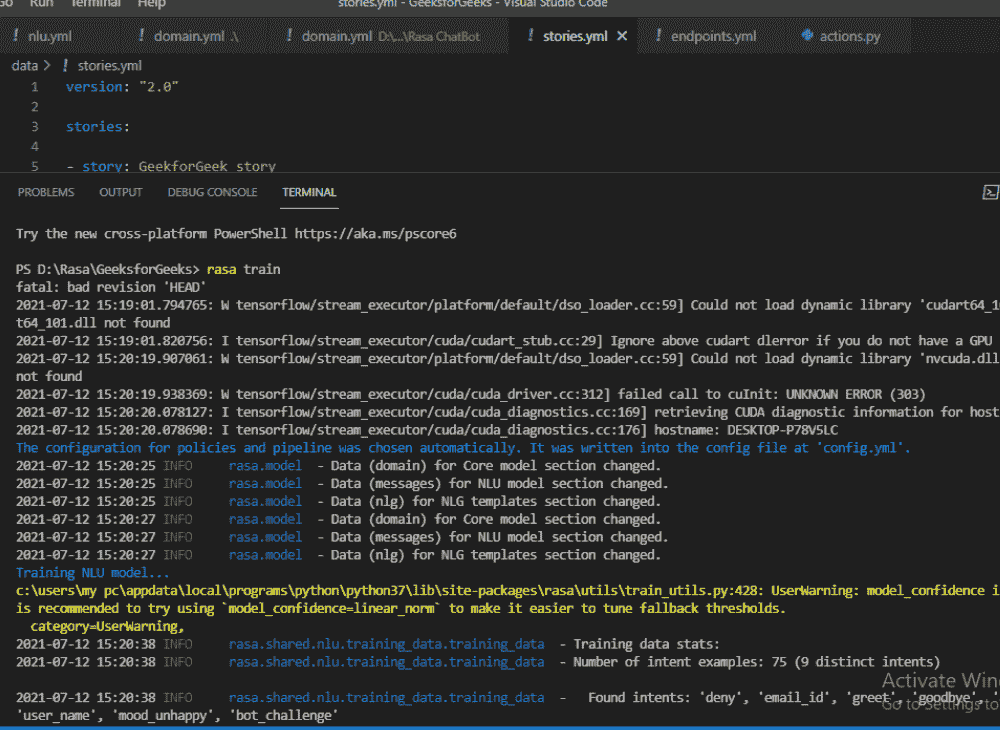 Go Run Terminal Help stories.yml - GeeksforGeeks - Visual Studio Code
! nlu.yml ! domain.yml .\ ! domain.yml D:\...\Rasa ChatBot ! stories.yml ✕ ! endpoints.yml actions.py
data > ! stories.yml
1 version: "2.0"
2
3 stories:
4
5 - story: GeekforGeek story
PROBLEMS OUTPUT DEBUG CONSOLE TERMINAL
Try the new cross-platform PowerShell https://aka.ms/pscore6
PS D:\Rasa\GeeksforGeeks> rasa train
fatal: bad revision 'HEAD'
2021-07-12 15:19:01.794765: W tensorflow/stream_executor/platform/default/dso_loader.cc:59] Could not load dynamic library 'cudart64_10
t64_101.dll not found
2021-07-12 15:19:01.820756: I tensorflow/stream_executor/cuda/cudart_stub.cc:29] Ignore above cudart dlerror if you do not have a GPU
2021-07-12 15:20:19.907061: W tensorflow/stream_executor/platform/default/dso_loader.cc:59] Could not load dynamic library 'nvcuda.dll
not found
2021-07-12 15:20:19.938369: W tensorflow/stream_executor/cuda/cuda_driver.cc:312] failed call to cuInit: UNKNOWN ERROR (303)
2021-07-12 15:20:20.078127: I tensorflow/stream_executor/cuda/cuda_diagnostics.cc:169] retrieving CUDA diagnostic information for host
2021-07-12 15:20:20.078690: I tensorflow/stream_executor/cuda/cuda_diagnostics.cc:176] hostname: DESKTOP-P78V5LC
The configuration for policies and pipeline was chosen automatically. It was written into the config file at 'config.yml'.
2021-07-12 15:20:25 INFO rasa.model - Data (domain) for Core model section changed.
2021-07-12 15:20:25 INFO rasa.model - Data (messages) for NLU model section changed.
2021-07-12 15:20:25 INFO rasa.model - Data (nlg) for NLG templates section changed.
2021-07-12 15:20:27 INFO rasa.model - Data (domain) for Core model section changed.
2021-07-12 15:20:27 INFO rasa.model - Data (messages) for NLU model section changed.
2021-07-12 15:20:27 INFO rasa.model - Data (nlg) for NLG templates section changed.
Training NLU model...
c:\users\my pc\appdata\local\programs\python\python37\lib\site-packages\rasa\utils\train_utils.py:428: UserWarning: model_confidence i
is recommended to try using `model_confidence=linear_norm` to make it easier to tune fallback thresholds.
category=UserWarning,
2021-07-12 15:20:38 INFO rasa.shared.nlu.training_data.training_data - Training data stats:
2021-07-12 15:20:38 INFO rasa.shared.nlu.training_data.training_data - Number of intent examples: 75 (9 distinct intents)
Activate Win
2021-07-12 15:20:38 INFO rasa.shared.nlu.training_data.training_data - Found intents: 'deny', 'email_id', 'greet', 'goodbye', '
Go to Settings to
'user_name', 'mood_unhappy', 'bot_challenge'